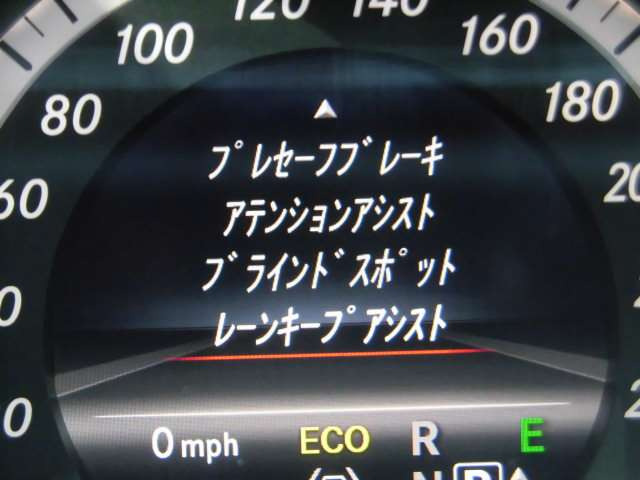 100 120 140 160
80 180
60
プレセーフブレーキ
アテンションアシスト
ブラインドスポット
レーンキープアシスト
0 mph ECO R E
N P